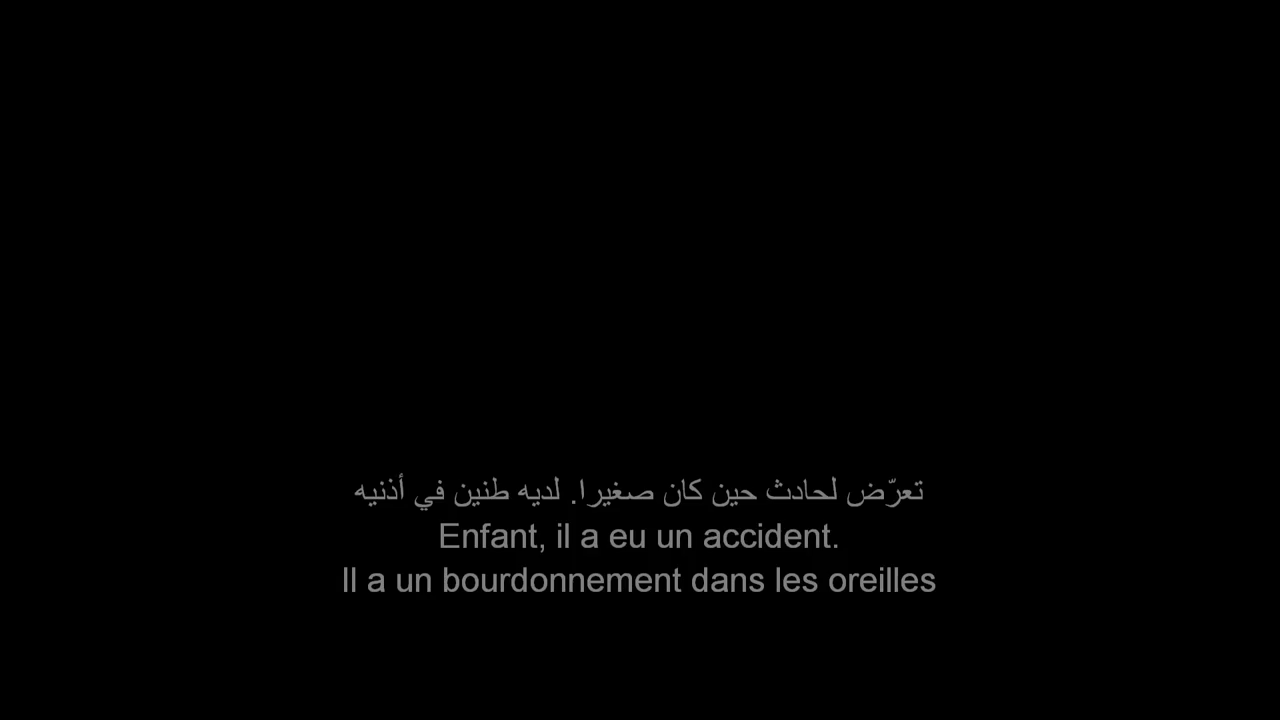 تعرّض لحادث حين كان صغيرا. لديه طنين في أذنيه
Enfant, il a eu un accident.
Il a un bourdonnement dans les oreilles